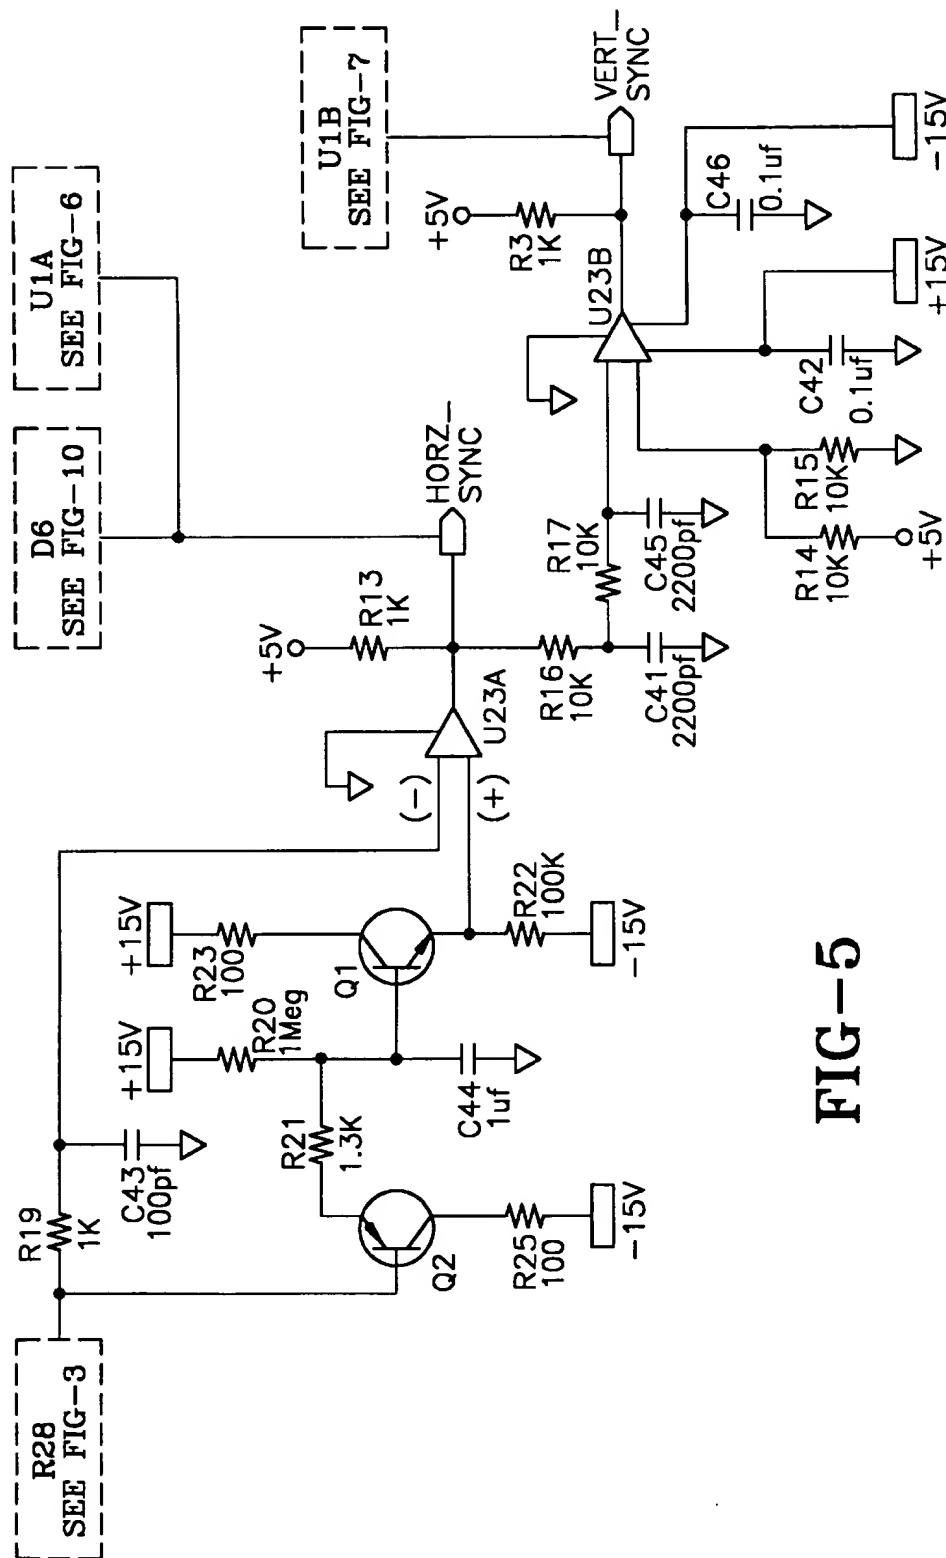 R28
SEE FIG-3
R19
1K
C43
100pf
Q2
R25
100
-15V
R21
1.3K
+15V
R20
1Meg
C44
1uf
+15V
R23
100
Q1
R22
100K
-15V
(-)
(+)
U23A
+5V
R13
1K
HORZ_
SYNC
D6
SEE FIG-10
U1A
SEE FIG-6
R16
10K
C41
2200pf
R17
10K
C45
2200pf
R14
10K
+5V
R15
10K
C42
0.1uf
+15V
U23B
+5V
R3
1K
C46
0.1uf
-15V
VERT_
SYNC
U1B
SEE FIG-7
FIG-5